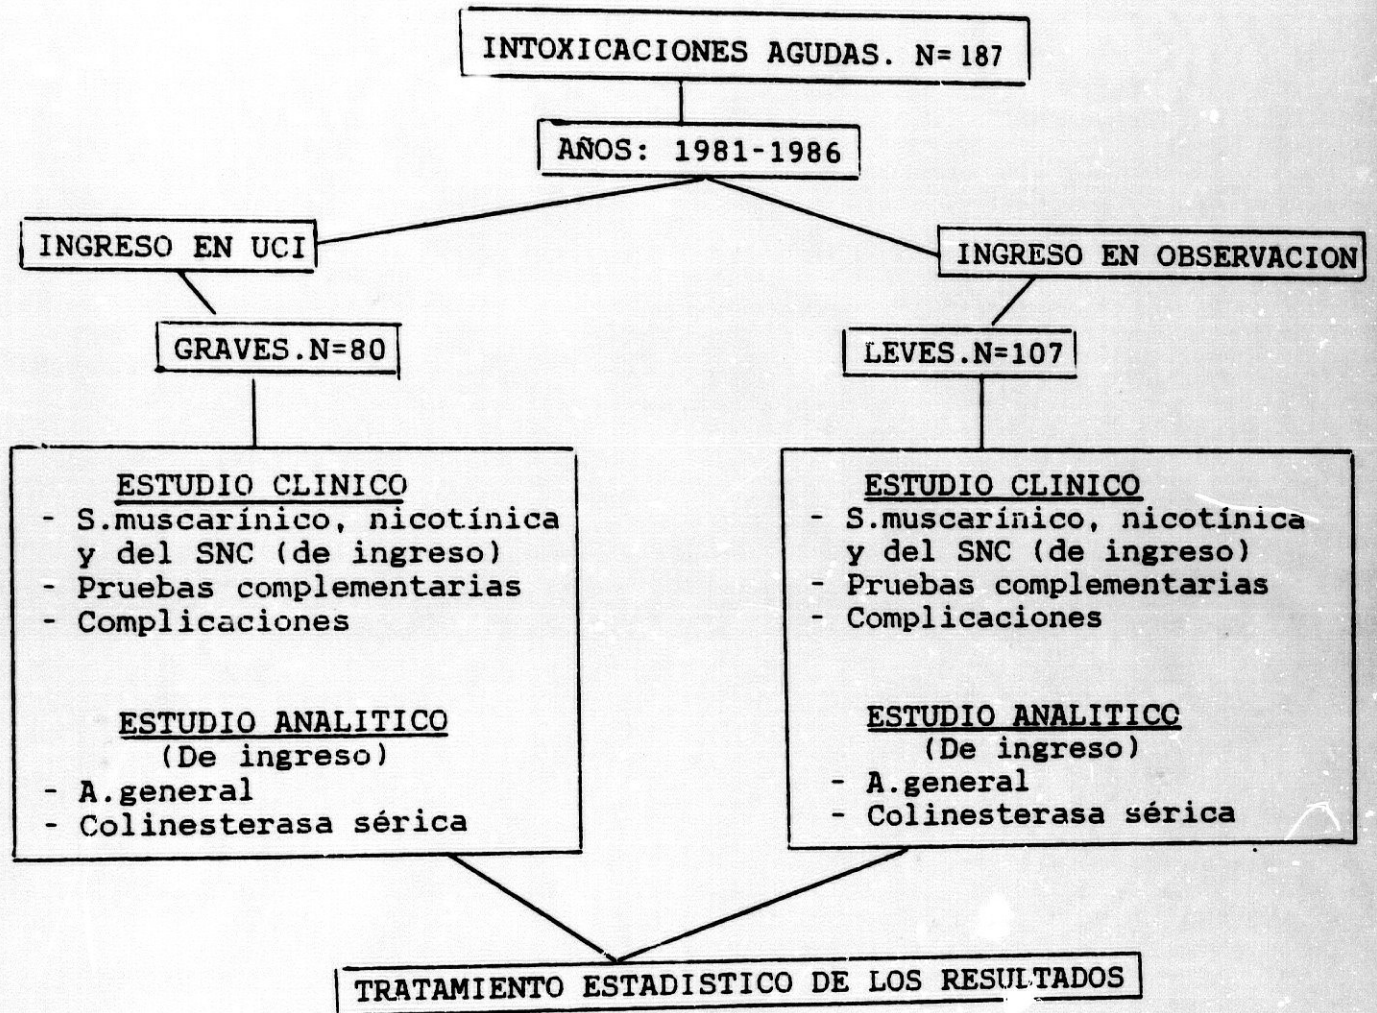 INTOXICACIONES AGUDAS. N=187
AÑOS: 1981-1986
INGRESO EN UCI
INGRESO EN OBSERVACION
GRAVES.N=80
LEVES.N=107
ESTUDIO CLINICO
- S.muscarínico, nicotínica
y del SNC (de ingreso)
- Pruebas complementarias
- Complicaciones
ESTUDIO ANALITICO
(De ingreso)
- A.general
- Colinesterasa sérica
ESTUDIO CLINICO
- S.muscarínico, nicotínica
y del SNC (de ingreso)
- Pruebas complementarias
- Complicaciones
ESTUDIO ANALITICO
(De ingreso)
- A.general
- Colinesterasa sérica
TRATAMIENTO ESTADISTICO DE LOS RESULTADOS